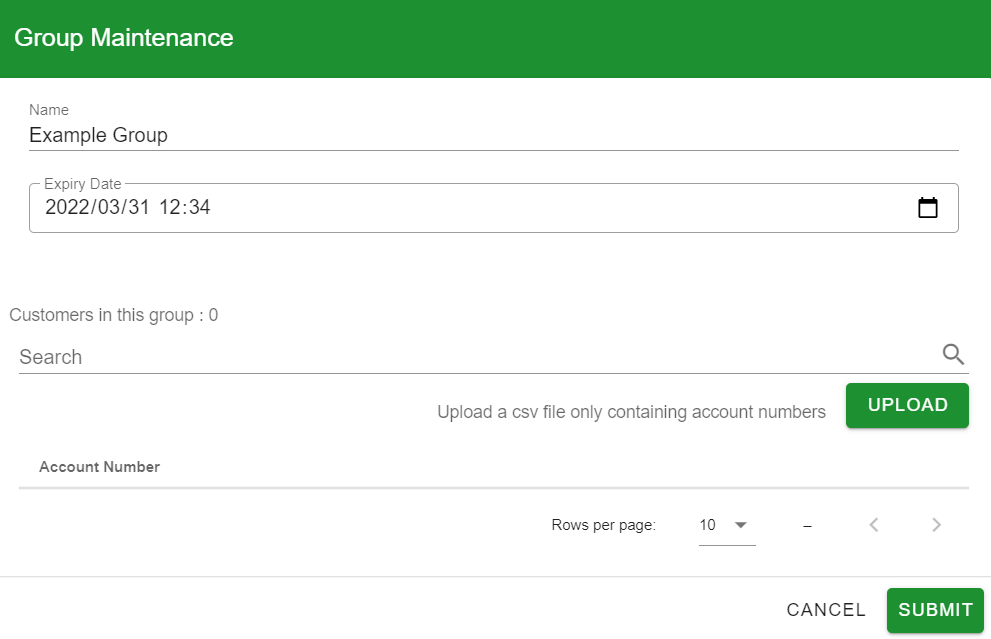 Group Maintenance
Name
Example Group
Expiry Date
2022/03/31 12:34
Customers in this group : 0
Search
Upload a csv file only containing account numbers UPLOAD
Account Number
Rows per page: 10 –
CANCEL SUBMIT